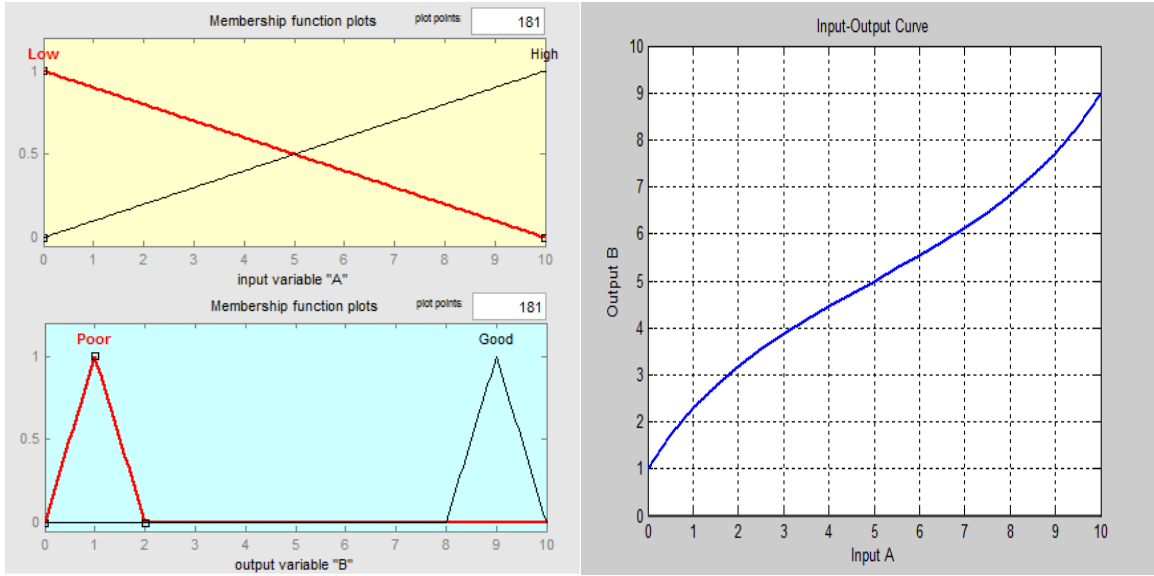 Membership function plots plot points: 181
Low High
1
0.5
0
0 1 2 3 4 5 6 7 8 9 10
input variable "A"
Membership function plots plot points: 181
Poor Good
1
0.5
0
0 1 2 3 4 5 6 7 8 9 10
output variable "B"
Input-Output Curve
10
9
8
7
6
5
4
3
2
1
0
Output B
0 1 2 3 4 5 6 7 8 9 10
Input A